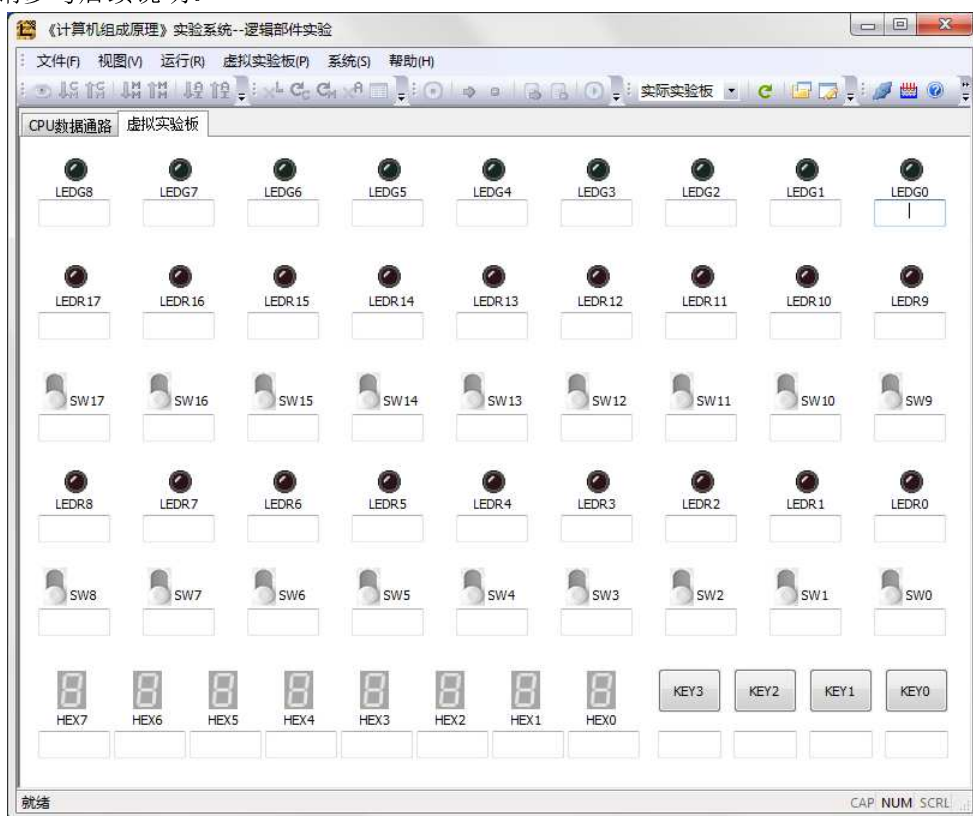 《计算机组成原理》实验系统--逻辑部件实验
文件(F) 视图(V) 运行(R) 虚拟实验板(P) 系统(S) 帮助(H)
实际实验板
CPU数据通路 虚拟实验板
LEDG8 LEDG7 LEDG6 LEDG5 LEDG4 LEDG3 LEDG2 LEDG1 LEDG0
LEDR17 LEDR16 LEDR15 LEDR14 LEDR13 LEDR12 LEDR11 LEDR10 LEDR9
SW17 SW16 SW15 SW14 SW13 SW12 SW11 SW10 SW9
LEDR8 LEDR7 LEDR6 LEDR5 LEDR4 LEDR3 LEDR2 LEDR1 LEDR0
SW8 SW7 SW6 SW5 SW4 SW3 SW2 SW1 SW0
KEY3 KEY2 KEY1 KEY0
HEX7 HEX6 HEX5 HEX4 HEX3 HEX2 HEX1 HEX0
就绪 CAP NUM SCRL